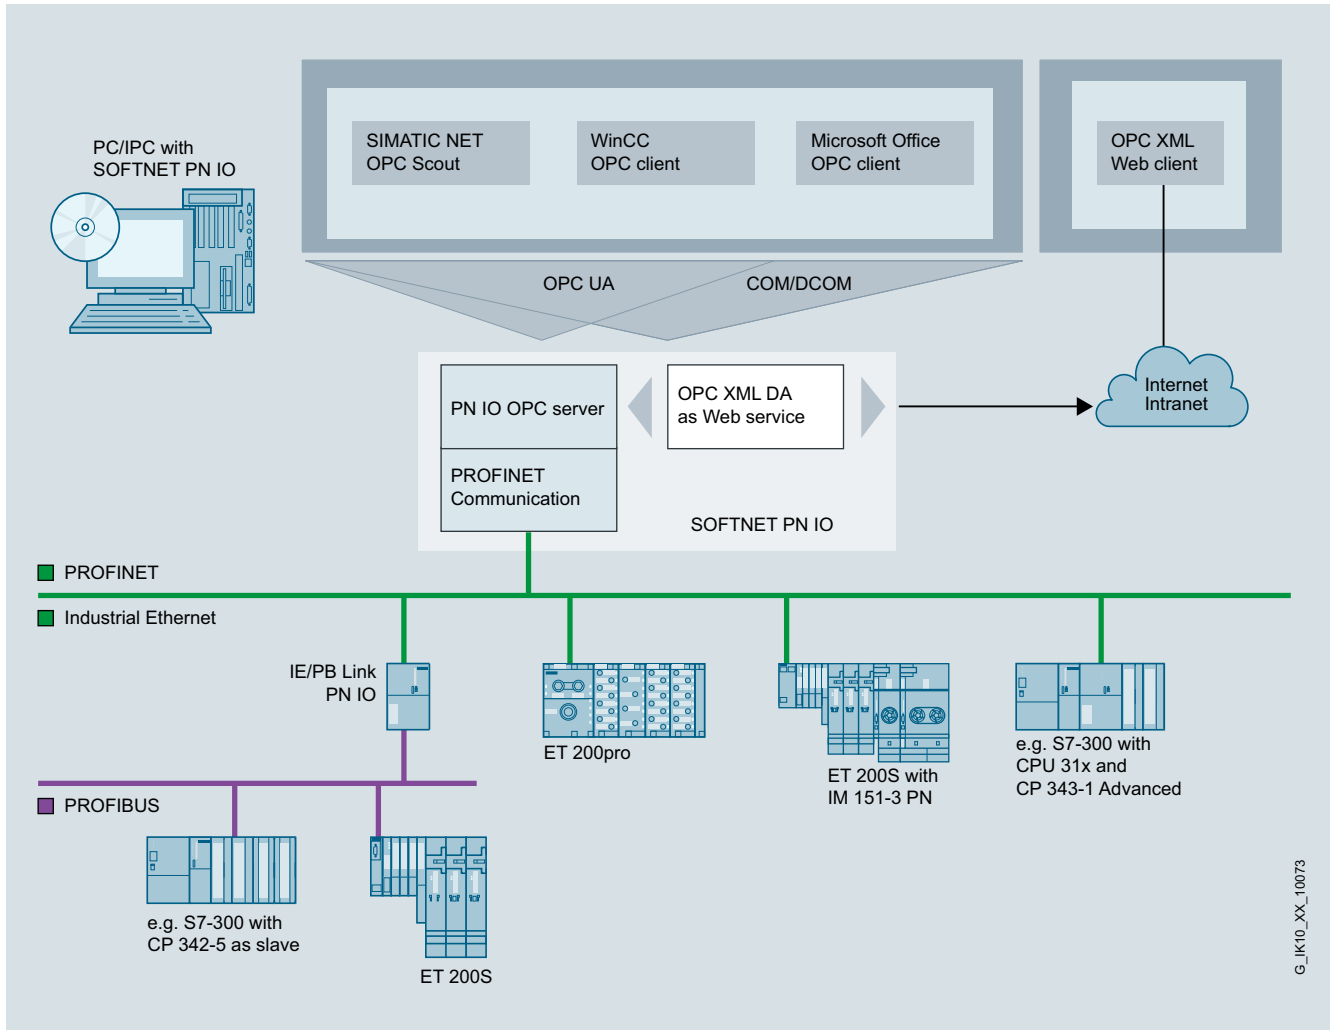 PC/IPC with
SOFTNET PN IO
SIMATIC NET
OPC Scout
WinCC
OPC client
Microsoft Office
OPC client
OPC XML
Web client
OPC UA
COM/DCOM
PN IO OPC server
OPC XML DA
as Web service
Internet
Intranet
PROFINET
Communication
SOFTNET PN IO
PROFINET
Industrial Ethernet
IE/PB Link
PN IO
ET 200pro
ET 200S with
IM 151-3 PN
e.g. S7-300 with
CPU 31x and
CP 343-1 Advanced
PROFIBUS
e.g. S7-300 with
CP 342-5 as slave
ET 200S
G_IK10_XX_10073